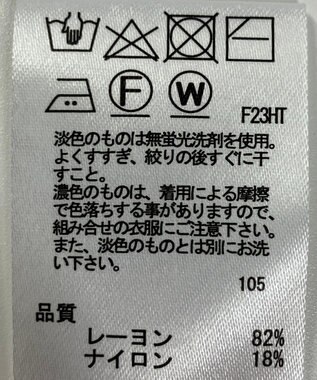 F
W
F23HT
淡色のものは無蛍光洗剤を使用。
よくすすぎ、絞りの後すぐに干
すこと。
濃色のものは、着用による摩擦
で色落ちする事がありますので、
組み合せの衣服にご注意下さい。
また、淡色のものとは別にお洗
い下さい。
105
品質
レーヨン 82%
ナイロン 18%